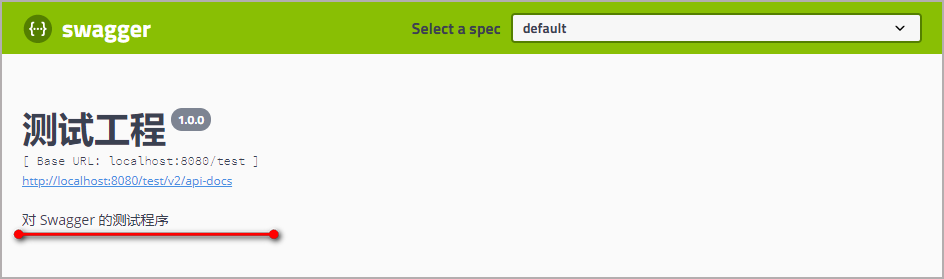 {···} swagger Select a spec default
测试工程 1.0.0
[ Base URL: localhost:8080/test ]
http://localhost:8080/test/v2/api-docs
对 Swagger 的测试程序